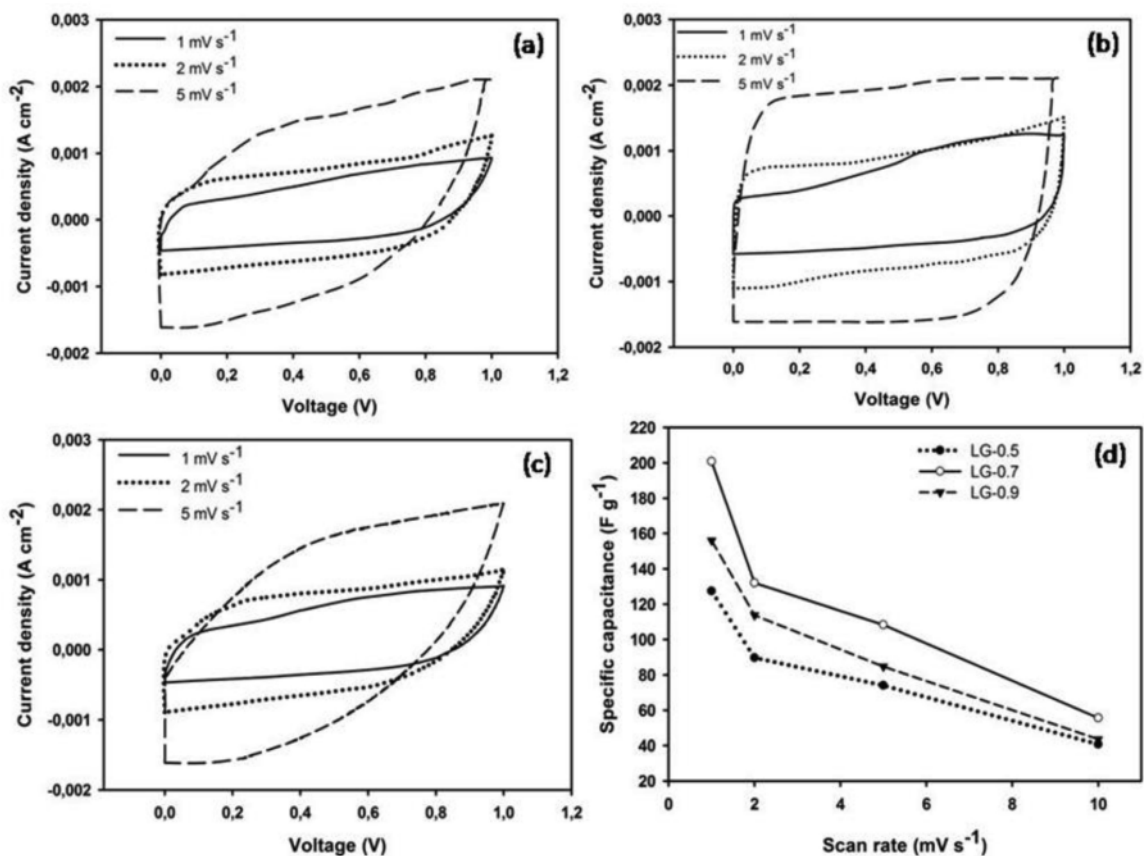 (a)
1 mV s⁻¹
2 mV s⁻¹
5 mV s⁻¹
Current density (A cm⁻²)
0,003
0,002
0,001
0,000
-0,001
-0,002
0,0 0,2 0,4 0,6 0,8 1,0 1,2
Voltage (V)
(b)
1 mV s⁻¹
2 mV s⁻¹
5 mV s⁻¹
Current density (A cm⁻²)
0,003
0,002
0,001
0,000
-0,001
-0,002
0,0 0,2 0,4 0,6 0,8 1,0 1,2
Voltage (V)
(c)
1 mV s⁻¹
2 mV s⁻¹
5 mV s⁻¹
Current density (A cm⁻²)
0,003
0,002
0,001
0,000
-0,001
-0,002
0,0 0,2 0,4 0,6 0,8 1,0 1,2
Voltage (V)
(d)
LG-0.5
LG-0.7
LG-0.9
Specific capacitance (F g⁻¹)
220
200
180
160
140
120
100
80
60
40
20
0 2 4 6 8 10
Scan rate (mV s⁻¹)